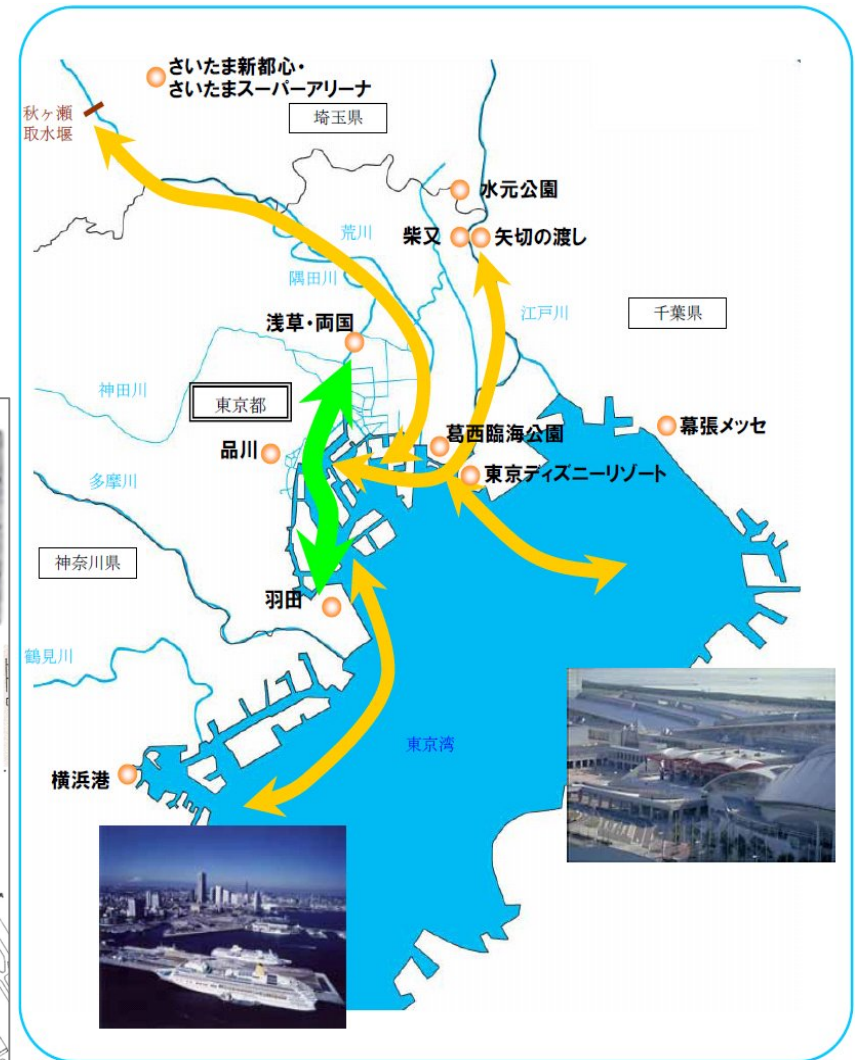 さいたま新都心・
さいたまスーパーアリーナ
秋ヶ瀬
取水堰
埼玉県
水元公園
荒川
柴又
矢切の渡し
隅田川
江戸川
千葉県
浅草・両国
神田川
東京都
幕張メッセ
品川
葛西臨海公園
多摩川
東京ディズニーリゾート
神奈川県
羽田
鶴見川
東京湾
横浜港